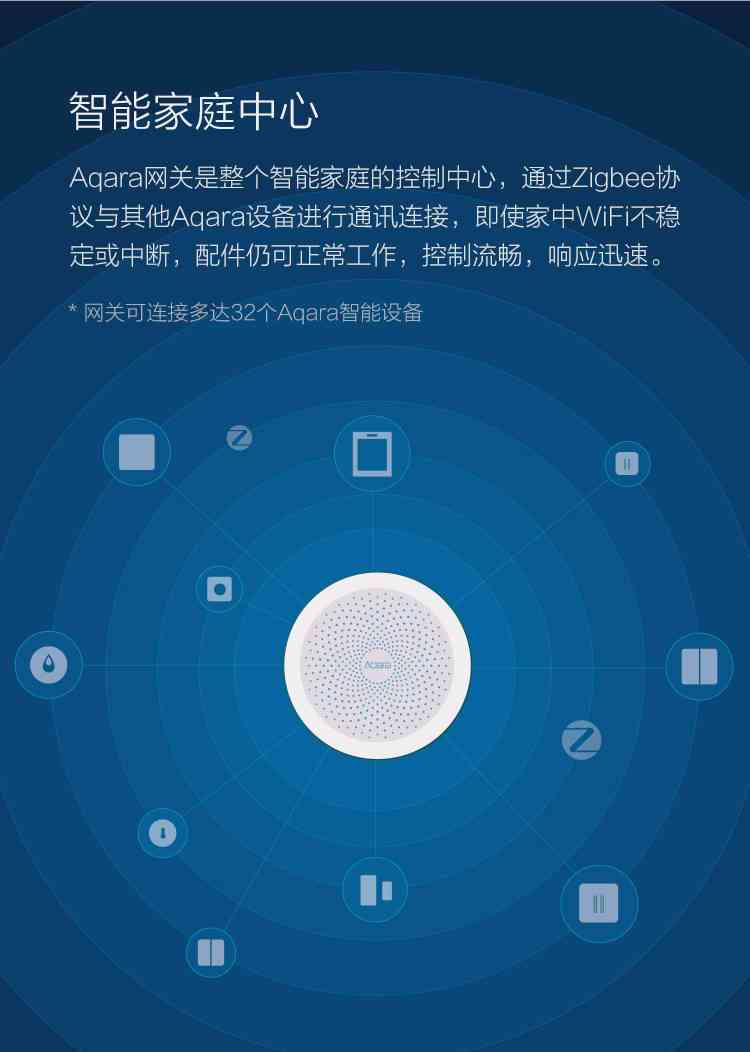 智能家庭中心
Aqara网关是整个智能家庭的控制中心，通过Zigbee协
议与其他Aqara设备进行通讯连接，即使家中WiFi不稳
定或中断，配件仍可正常工作，控制流畅，响应迅速。
* 网关可连接多达32个Aqara智能设备
Aqara